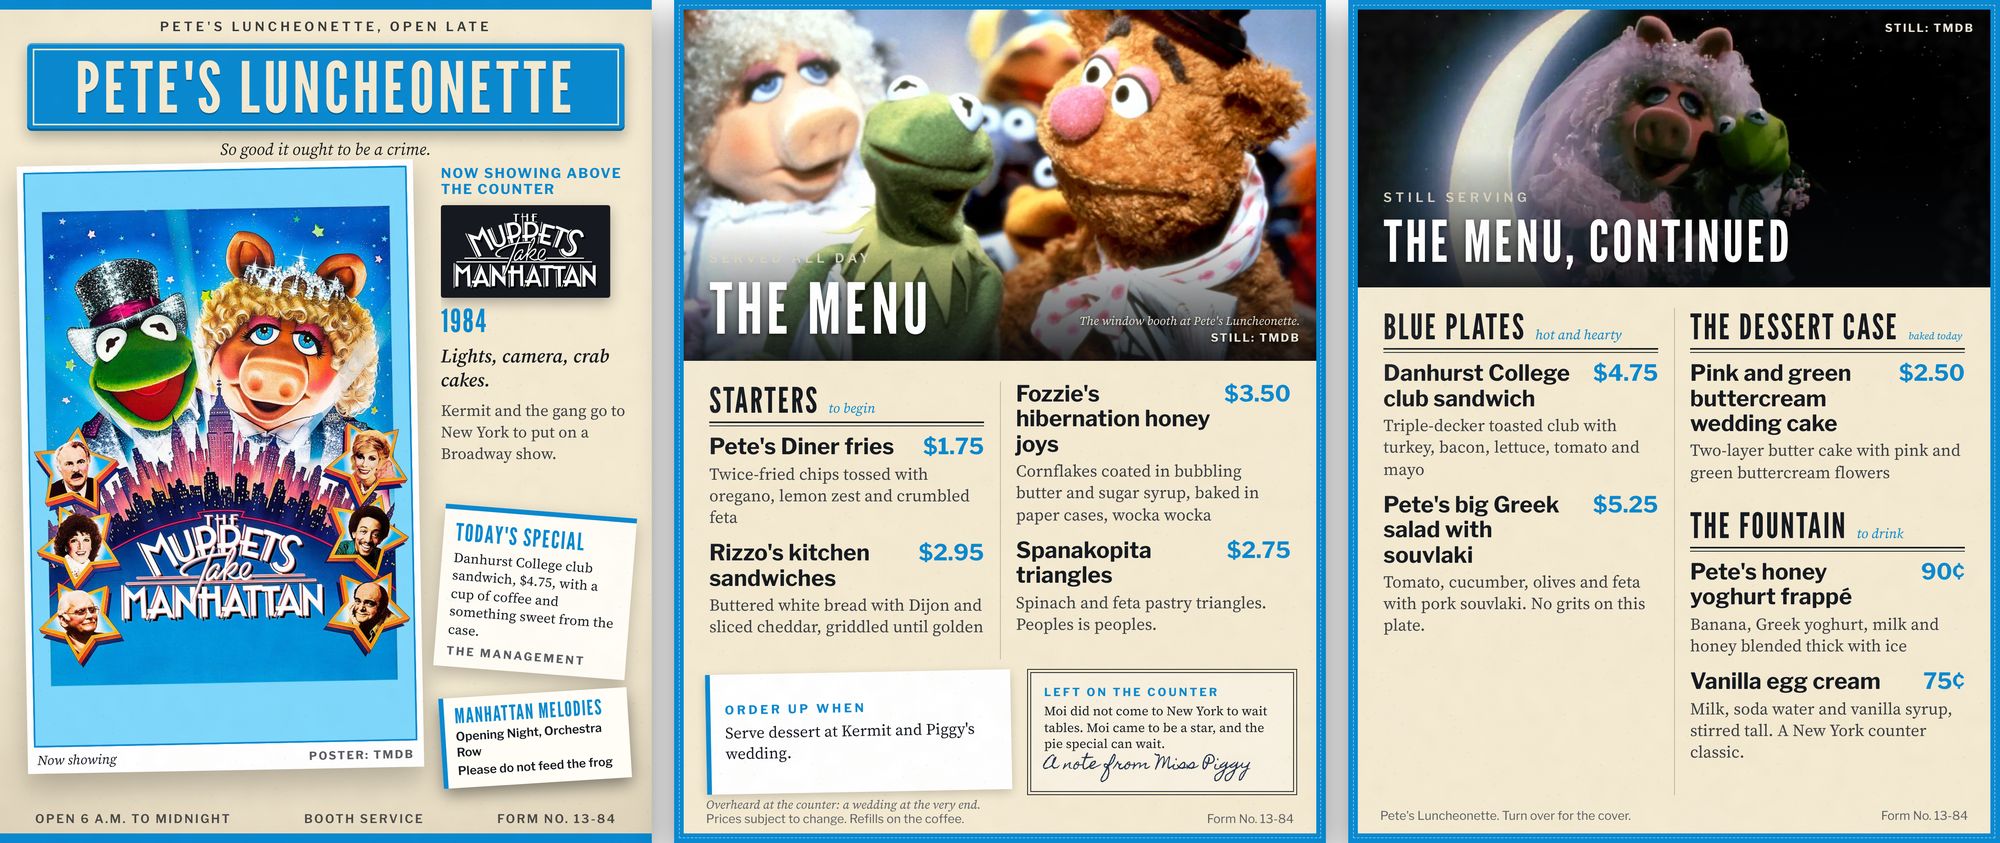 PETE'S LUNCHEONETTE, OPEN LATE
PETE'S LUNCHEONETTE
So good it ought to be a crime.
THE
MUPPETS
Take
MANHATTAN
Now showing
POSTER: TMDB
NOW SHOWING ABOVE
THE COUNTER
THE
MUPPETS
Take
MANHATTAN
1984
Lights, camera, crab
cakes.
Kermit and the gang go to
New York to put on a
Broadway show.
TODAY'S SPECIAL
Danhurst College club
sandwich, $4.75, with a
cup of coffee and
something sweet from the
case.
THE MANAGEMENT
MANHATTAN MELODIES
Opening Night, Orchestra
Row
Please do not feed the frog
OPEN 6 A.M. TO MIDNIGHT
BOOTH SERVICE
FORM NO. 13-84
SERVED ALL DAY
THE MENU
The window booth at Pete's Luncheonette.
STILL: TMDB
STARTERS to begin
Pete's Diner fries $1.75
Twice-fried chips tossed with
oregano, lemon zest and crumbled
feta
Rizzo's kitchen $2.95
sandwiches
Buttered white bread with Dijon and
sliced cheddar, griddled until golden
Fozzie's $3.50
hibernation honey
joys
Cornflakes coated in bubbling
butter and sugar syrup, baked in
paper cases, wocka wocka
Spanakopita $2.75
triangles
Spinach and feta pastry triangles.
Peoples is peoples.
ORDER UP WHEN
Serve dessert at Kermit and Piggy's
wedding.
LEFT ON THE COUNTER
Moi did not come to New York to wait
tables. Moi came to be a star, and the
pie special can wait.
A note from Miss Piggy
Overheard at the counter: a wedding at the very end.
Prices subject to change. Refills on the coffee.
Form No. 13-84
STILL: TMDB
STILL SERVING
THE MENU, CONTINUED
BLUE PLATES hot and hearty
Danhurst College $4.75
club sandwich
Triple-decker toasted club with
turkey, bacon, lettuce, tomato and
mayo
Pete's big Greek $5.25
salad with
souvlaki
Tomato, cucumber, olives and feta
with pork souvlaki. No grits on this
plate.
THE DESSERT CASE baked today
Pink and green $2.50
buttercream
wedding cake
Two-layer butter cake with pink and
green buttercream flowers
THE FOUNTAIN to drink
Pete's honey 90¢
yoghurt frappé
Banana, Greek yoghurt, milk and
honey blended thick with ice
Vanilla egg cream 75¢
Milk, soda water and vanilla syrup,
stirred tall. A New York counter
classic.
Pete's Luncheonette. Turn over for the cover.
Form No. 13-84